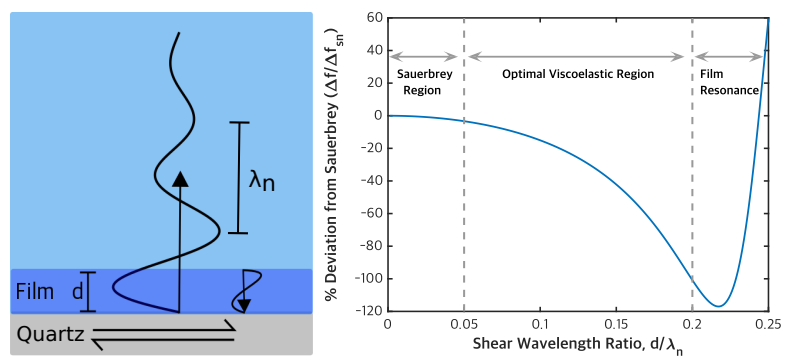 λn
Film d
Quartz
% Deviation from Sauerbrey (Δf/Δfsn)
60
40
20
0
−20
−40
−60
−80
−100
−120
Sauerbrey
Region
Optimal Viscoelastic Region
Film
Resonance
0 0.05 0.1 0.15 0.2 0.25
Shear Wavelength Ratio, d/λn